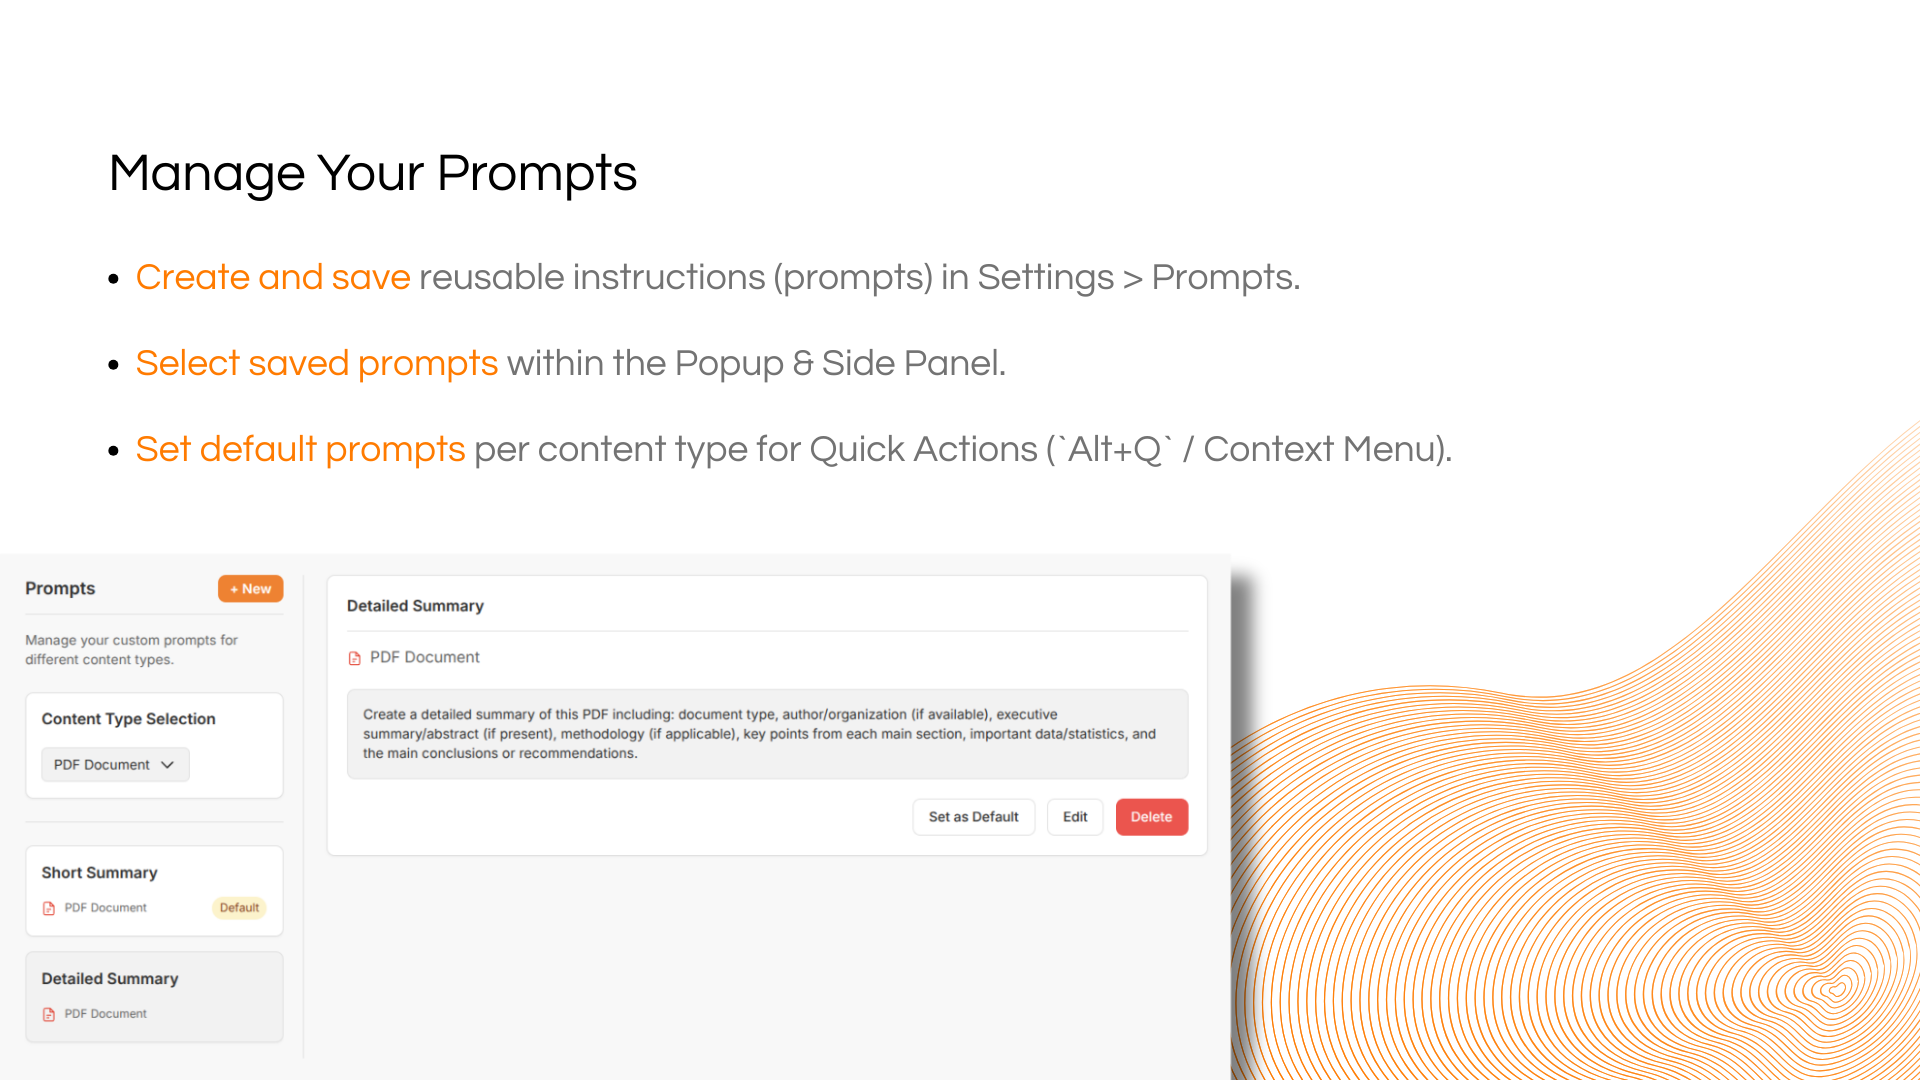 Manage Your Prompts
• Create and save reusable instructions (prompts) in Settings > Prompts.
• Select saved prompts within the Popup & Side Panel.
• Set default prompts per content type for Quick Actions (`Alt+Q` / Context Menu).
Prompts
+ New
Manage your custom prompts for
different content types.
Content Type Selection
PDF Document
Short Summary
PDF Document
Default
Detailed Summary
PDF Document
Detailed Summary
PDF Document
Create a detailed summary of this PDF including: document type, author/organization (if available), executive
summary/abstract (if present), methodology (if applicable), key points from each main section, important data/statistics, and
the main conclusions or recommendations.
Set as Default
Edit
Delete